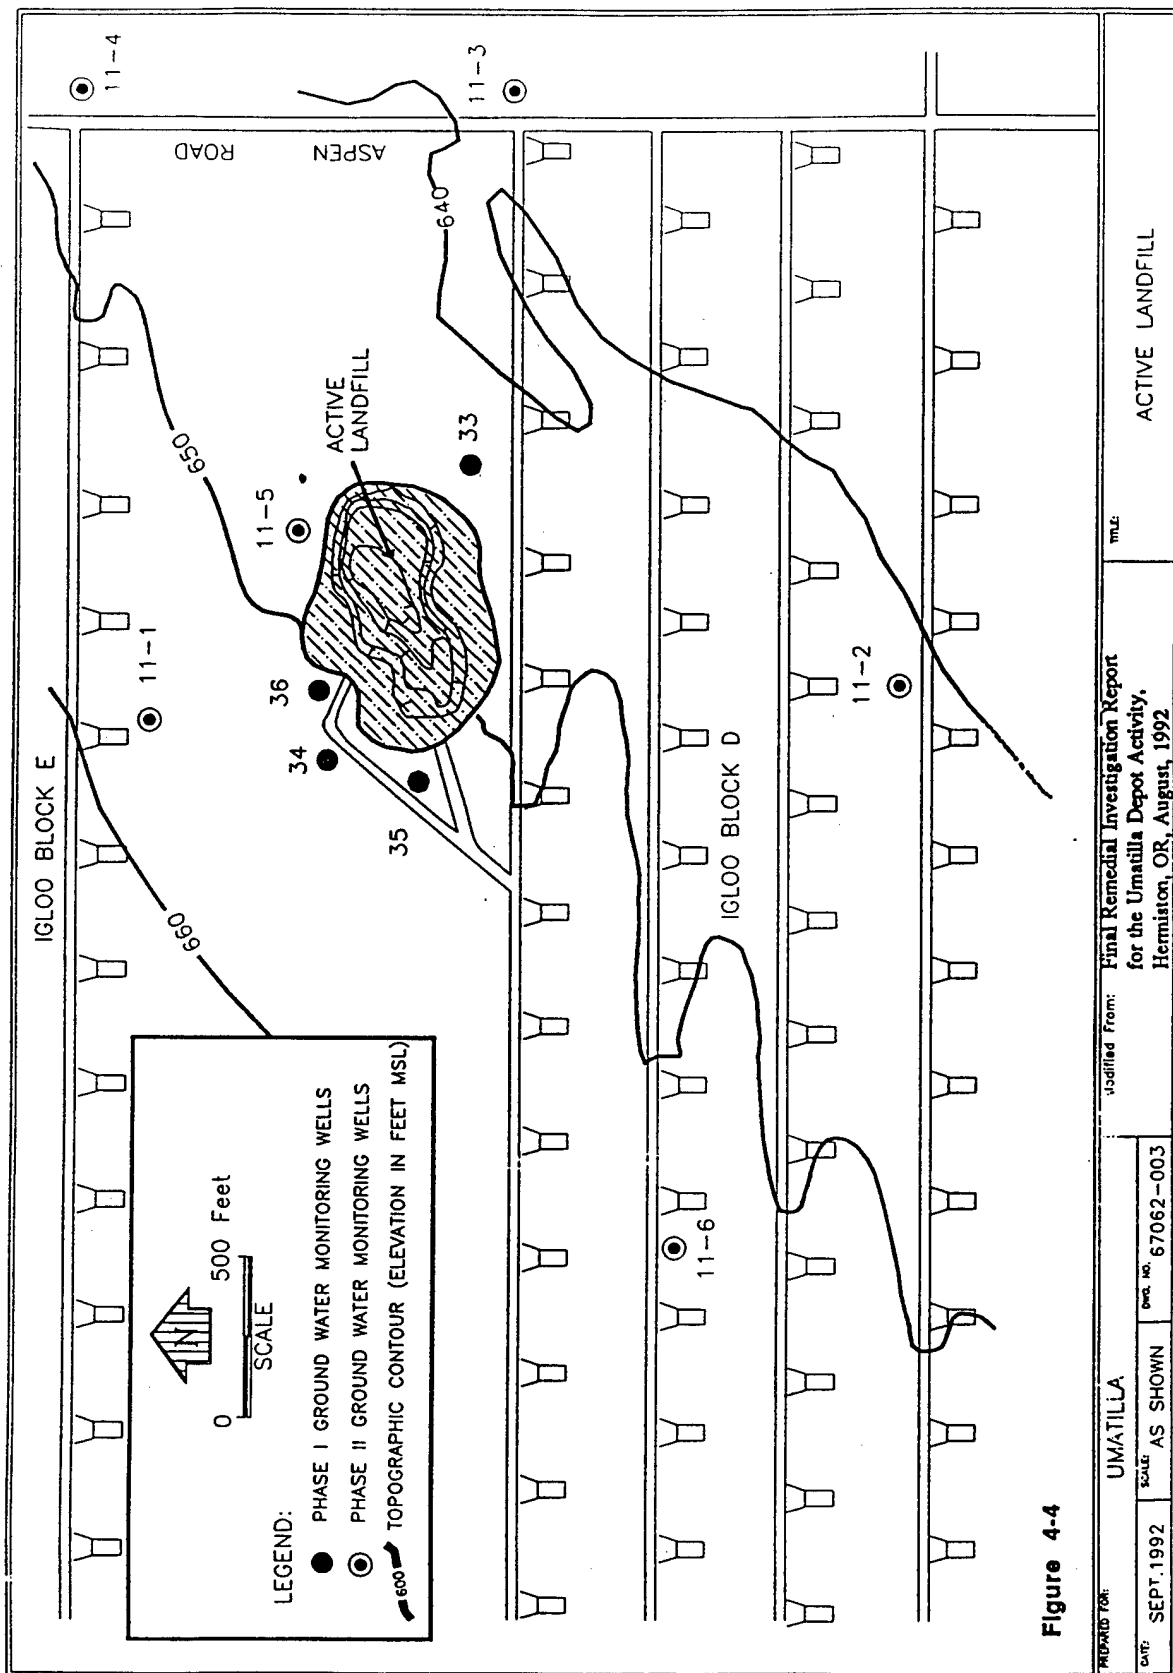 IGLOO BLOCK E
11-4
11-1
660
650
36
34
35
11-5
ACTIVE
LANDFILL
33
ASPEN
ROAD
640
11-3
IGLOO BLOCK D
11-2
11-6
N
0
500 Feet
SCALE
LEGEND:
PHASE I GROUND WATER MONITORING WELLS
PHASE II GROUND WATER MONITORING WELLS
600
TOPOGRAPHIC CONTOUR (ELEVATION IN FEET MSL)
Figure 4-4
PREPARED FOR:
UMATILLA
DATE: SEPT.1992
SCALE: AS SHOWN
DWG. NO. 67062-003
Modified From: Final Remedial Investigation Report
for the Umatilla Depot Activity,
Hermiston, OR, August, 1992
TITLE:
ACTIVE LANDFILL